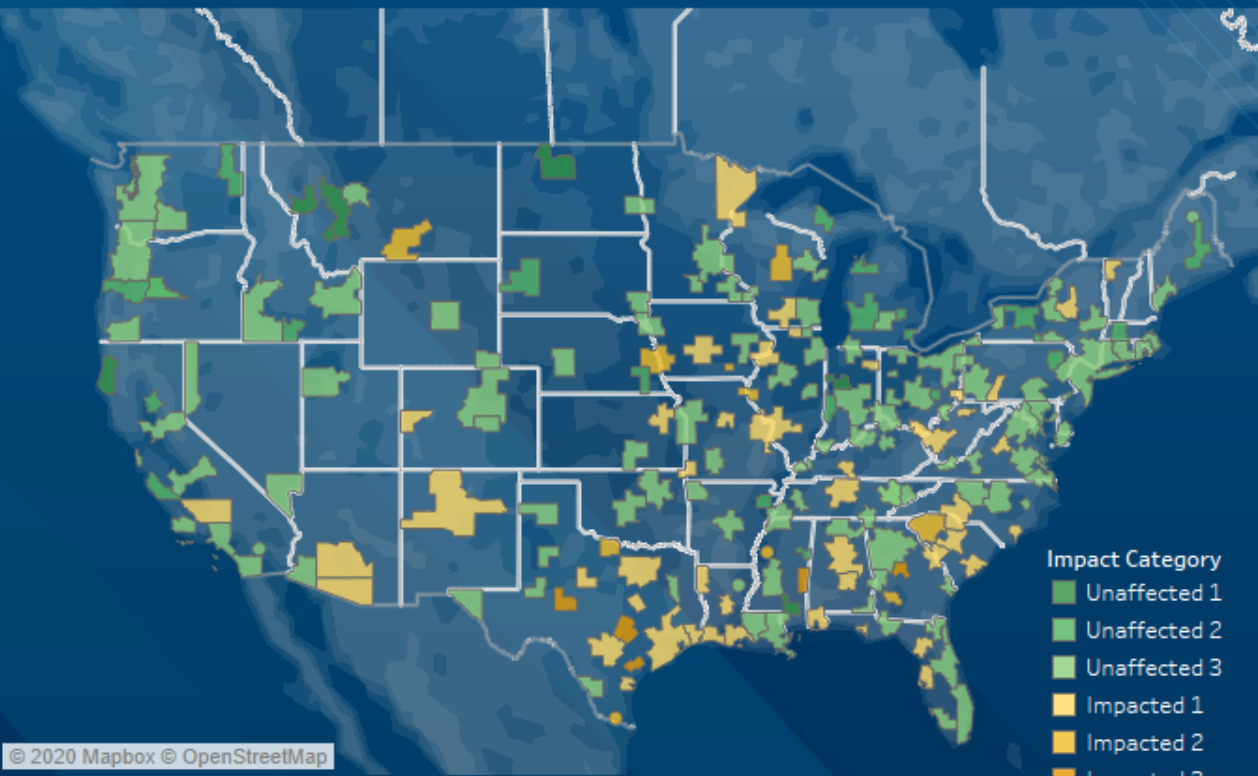 Impact Category
Unaffected 1
Unaffected 2
Unaffected 3
Impacted 1
Impacted 2
© 2020 Mapbox © OpenStreetMap